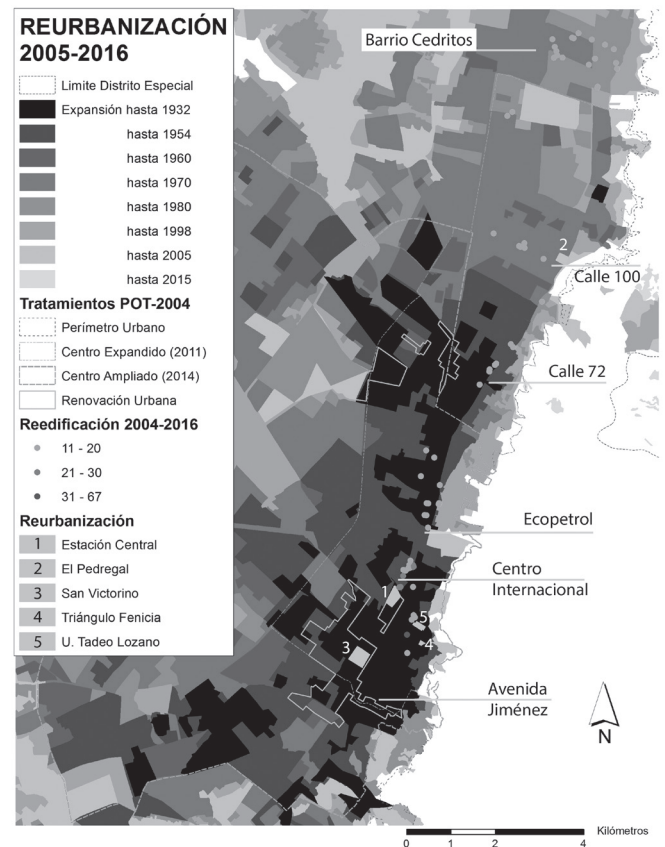 REURBANIZACIÓN
2005-2016
Limite Distrito Especial
Expansión hasta 1932
hasta 1954
hasta 1960
hasta 1970
hasta 1980
hasta 1998
hasta 2005
hasta 2015
Tratamientos POT-2004
Perímetro Urbano
Centro Expandido (2011)
Centro Ampliado (2014)
Renovación Urbana
Reedificación 2004-2016
11 - 20
21 - 30
31 - 67
Reurbanización
1 Estación Central
2 El Pedregal
3 San Victorino
4 Triángulo Fenicia
5 U. Tadeo Lozano
Barrio Cedritos
2
Calle 100
Calle 72
Ecopetrol
Centro
Internacional
1
5
4
3
Avenida
Jiménez
N
Kilómetros
0 1 2 4